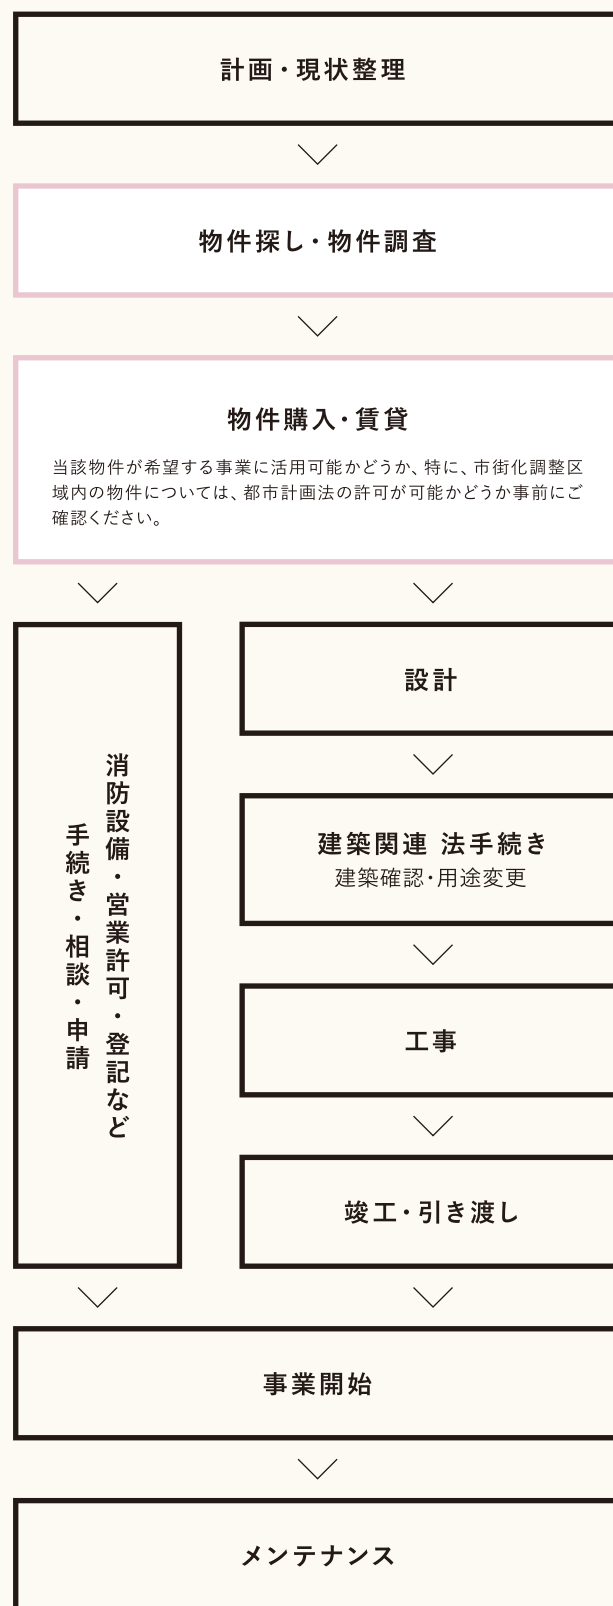 計画・現状整理
物件探し・物件調査
物件購入・賃貸
当該物件が希望する事業に活用可能かどうか、特に、市街化調整区
域内の物件については、都市計画法の許可が可能かどうか事前にご
確認ください。
消防設備・営業許可・登記など
手続き・相談・申請
設計
建築関連 法手続き
建築確認・用途変更
工事
竣工・引き渡し
事業開始
メンテナンス